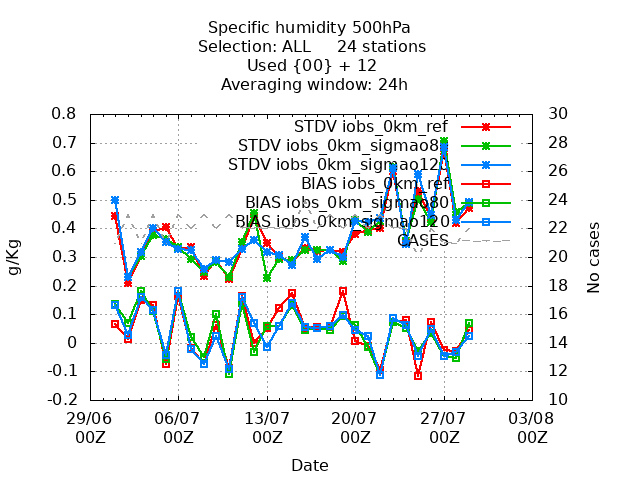 Specific humidity 500hPa
Selection: ALL 24 stations
Used {00} + 12
Averaging window: 24h
0.8 30
STDV iobs_0km_ref
0.7 28
STDV iobs_0km_sigmao80
STDV iobs_0km_sigmao120
0.6 26
BIAS iobs_0km_ref
0.5 24
BIAS iobs_0km_sigmao80
BIAS iobs_0km_sigmao120
0.4 22
CASES
0.3 20
g/Kg
No cases
0.2 18
0.1 16
0 14
-0.1 12
-0.2 10
29/06 06/07 13/07 20/07 27/07 03/08
00Z 00Z 00Z 00Z 00Z 00Z
Date